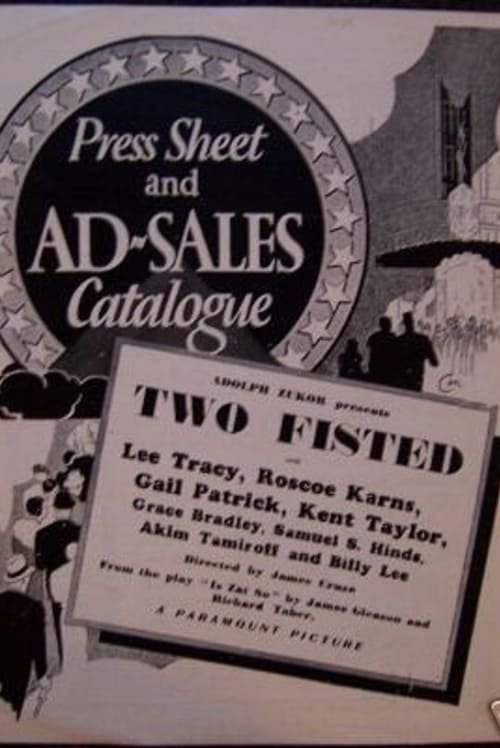 Press Sheet
and
AD-SALES
Catalogue
ADOLPH ZUKOR presents
TWO FISTED
with
Lee Tracy, Roscoe Karns,
Gail Patrick, Kent Taylor,
Grace Bradley, Samuel S. Hinds,
Akim Tamiroff and Billy Lee
Directed by James Cruze
From the play "Is Zat So" by James Gleason and
Richard Taber.
A PARAMOUNT PICTURE